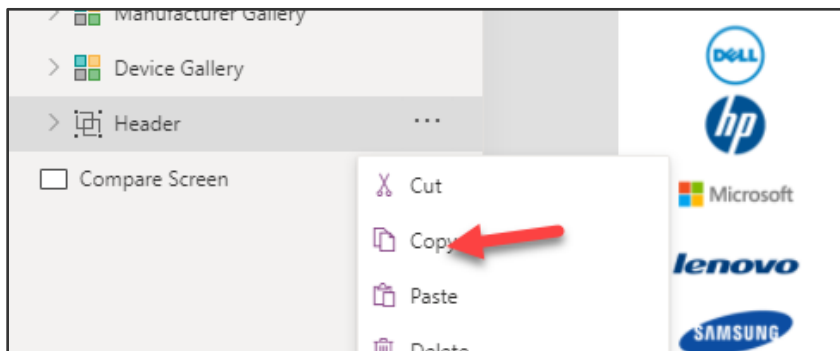 Manufacturer Gallery
Device Gallery
Header
...
Compare Screen
Cut
Copy
Paste
Delete
DELL
hp
Microsoft
lenovo
SAMSUNG